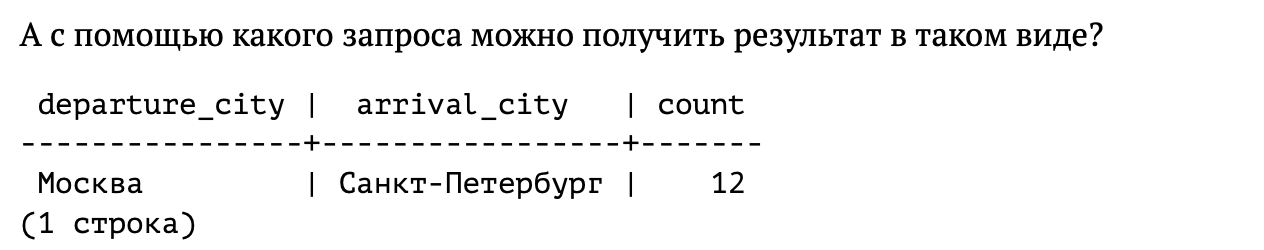 А с помощью какого запроса можно получить результат в таком виде?
 departure_city |  arrival_city   | count
----------------+-----------------+-------
 Москва         | Санкт-Петербург |    12
(1 строка)